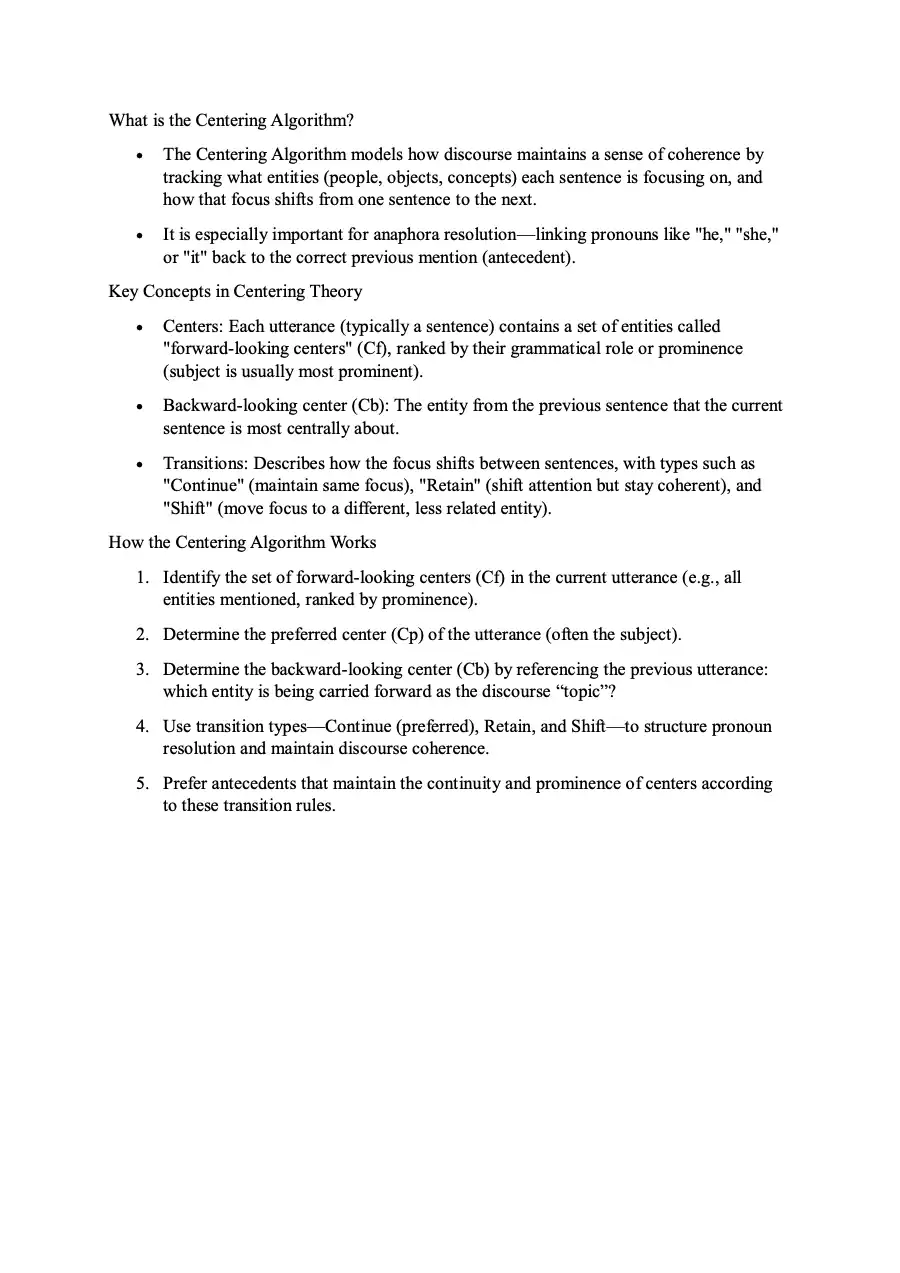 What is the Centering Algorithm?
• The Centering Algorithm models how discourse maintains a sense of coherence by
tracking what entities (people, objects, concepts) each sentence is focusing on, and
how that focus shifts from one sentence to the next.
• It is especially important for anaphora resolution—linking pronouns like "he," "she,"
or "it" back to the correct previous mention (antecedent).
Key Concepts in Centering Theory
• Centers: Each utterance (typically a sentence) contains a set of entities called
"forward-looking centers" (Cf), ranked by their grammatical role or prominence
(subject is usually most prominent).
• Backward-looking center (Cb): The entity from the previous sentence that the current
sentence is most centrally about.
• Transitions: Describes how the focus shifts between sentences, with types such as
"Continue" (maintain same focus), "Retain" (shift attention but stay coherent), and
"Shift" (move focus to a different, less related entity).
How the Centering Algorithm Works
1. Identify the set of forward-looking centers (Cf) in the current utterance (e.g., all
entities mentioned, ranked by prominence).
2. Determine the preferred center (Cp) of the utterance (often the subject).
3. Determine the backward-looking center (Cb) by referencing the previous utterance:
which entity is being carried forward as the discourse “topic”?
4. Use transition types—Continue (preferred), Retain, and Shift—to structure pronoun
resolution and maintain discourse coherence.
5. Prefer antecedents that maintain the continuity and prominence of centers according
to these transition rules.